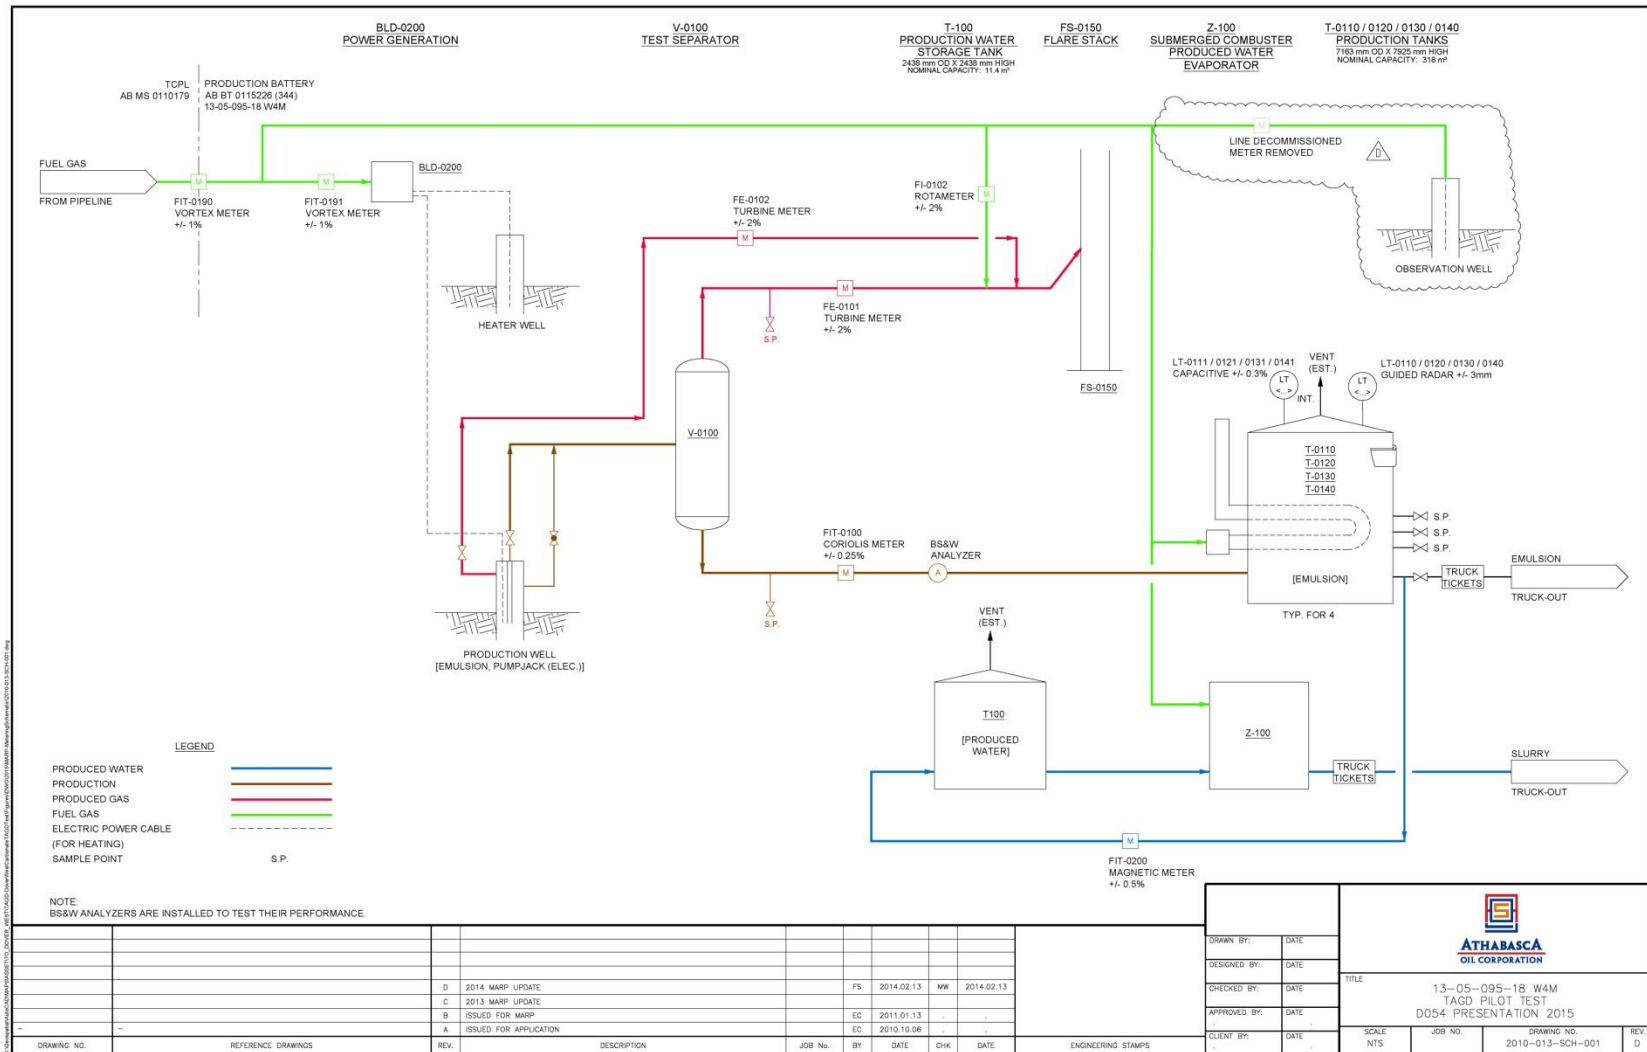 BLD-0200
POWER GENERATION
V-0100
TEST SEPARATOR
T-100
PRODUCTION WATER
STORAGE TANK
2438 mm OD X 2438 mm HIGH
NOMINAL CAPACITY: 11.4 m³
FS-0150
FLARE STACK
Z-100
SUBMERGED COMBUSTER
PRODUCED WATER
EVAPORATOR
T-0110 / 0120 / 0130 / 0140
PRODUCTION TANKS
7163 mm OD X 7925 mm HIGH
NOMINAL CAPACITY: 318 m³
TCPL
AB MS 0110179
PRODUCTION BATTERY
AB BT 0115226 (344)
13-05-095-18 W4M
FUEL GAS
FROM PIPELINE
M
FIT-0190
VORTEX METER
+/- 1%
M
FIT-0191
VORTEX METER
+/- 1%
BLD-0200
HEATER WELL
FE-0102
TURBINE METER
+/- 2%
M
FI-0102
ROTAMETER
+/- 2%
M
M
FE-0101
TURBINE METER
+/- 2%
S.P.
FS-0150
M
LINE DECOMMISSIONED
METER REMOVED
D
OBSERVATION WELL
LT-0111 / 0121 / 0131 / 0141
CAPACITIVE +/- 0.3%
VENT
(EST.)
LT-0110 / 0120 / 0130 / 0140
GUIDED RADAR +/- 3mm
LT
<...>
INT.
LT
<...>
V-0100
T-0110
T-0120
T-0130
T-0140
S.P.
S.P.
S.P.
FIT-0100
CORIOLIS METER
+/- 0.25%
M
BS&W
ANALYZER
A
S.P.
[EMULSION]
TYP. FOR 4
TRUCK
TICKETS
EMULSION
TRUCK-OUT
PRODUCTION WELL
[EMULSION, PUMPJACK (ELEC.)]
VENT
(EST.)
T100
[PRODUCED
WATER]
Z-100
TRUCK
TICKETS
SLURRY
TRUCK-OUT
M
FIT-0200
MAGNETIC METER
+/- 0.5%
LEGEND
PRODUCED WATER
PRODUCTION
PRODUCED GAS
FUEL GAS
ELECTRIC POWER CABLE
(FOR HEATING)
SAMPLE POINT S.P.
NOTE:
BS&W ANALYZERS ARE INSTALLED TO TEST THEIR PERFORMANCE.
D 2014 MARP UPDATE FS 2014.02.13 MW 2014.02.13
C 2013 MARP UPDATE
B ISSUED FOR MARP EC 2011.01.13 . .
- - A ISSUED FOR APPLICATION EC 2010.10.06 . .
DRAWING NO. REFERENCE DRAWINGS REV. DESCRIPTION JOB No. BY DATE CHK DATE ENGINEERING STAMPS
DRAWN BY: DATE
DESIGNED BY: DATE
CHECKED BY: DATE
APPROVED BY: DATE
CLIENT BY: DATE
ATHABASCA
OIL CORPORATION
TITLE
13-05-095-18 W4M
TAGD PILOT TEST
D054 PRESENTATION 2015
SCALE JOB NO. DRAWING NO. REV.
NTS 2010-013-SCH-001 D